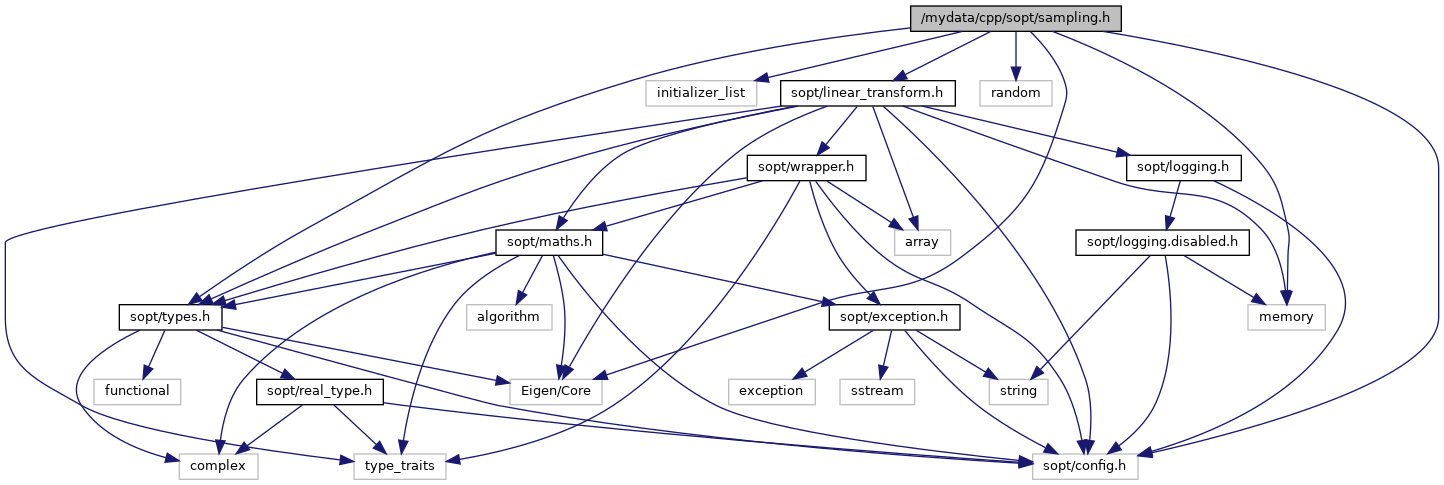 /mydata/cpp/sopt/sampling.h
initializer_list
sopt/linear_transform.h
random
sopt/wrapper.h
sopt/logging.h
sopt/maths.h
array
sopt/logging.disabled.h
sopt/types.h
algorithm
sopt/exception.h
memory
functional
sopt/real_type.h
Eigen/Core
exception
sstream
string
complex
type_traits
sopt/config.h